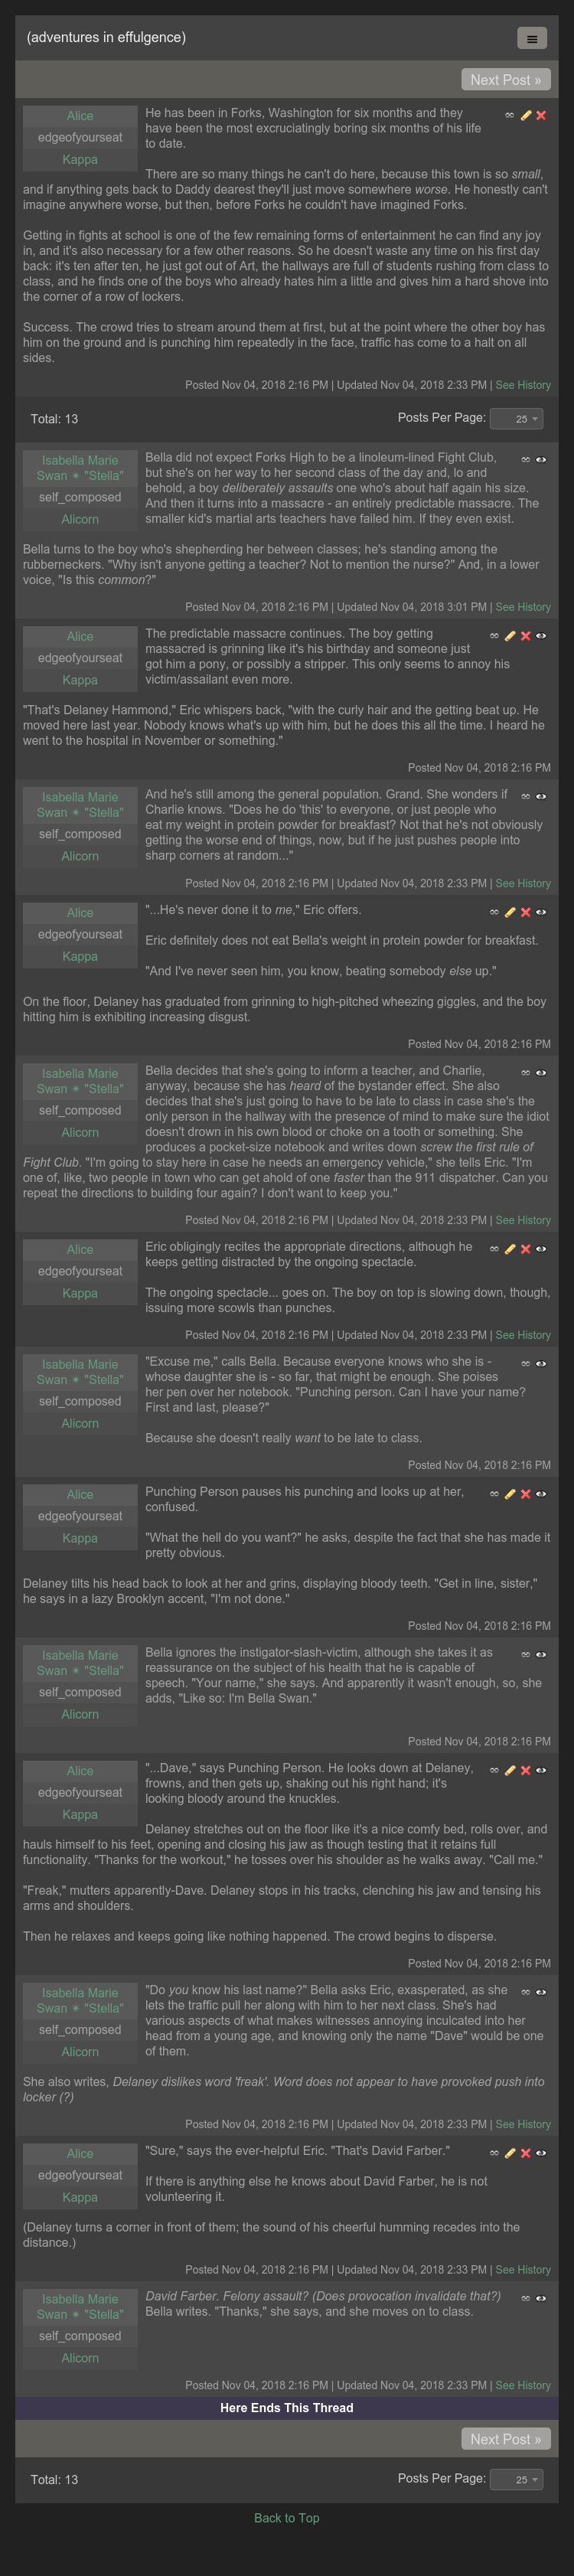 (adventures in effulgence)
Next Post »
Alice
edgeofyourseat
Kappa
He has been in Forks, Washington for six months and they
have been the most excruciatingly boring six months of his life
to date.
There are so many things he can't do here, because this town is so small,
and if anything gets back to Daddy dearest they'll just move somewhere worse. He honestly can't
imagine anywhere worse, but then, before Forks he couldn't have imagined Forks.
Getting in fights at school is one of the few remaining forms of entertainment he can find any joy
in, and it's also necessary for a few other reasons. So he doesn't waste any time on his first day
back: it's ten after ten, he just got out of Art, the hallways are full of students rushing from class to
class, and he finds one of the boys who already hates him a little and gives him a hard shove into
the corner of a row of lockers.
Success. The crowd tries to stream around them at first, but at the point where the other boy has
him on the ground and is punching him repeatedly in the face, traffic has come to a halt on all
sides.
Posted Nov 04, 2018 2:16 PM | Updated Nov 04, 2018 2:33 PM | See History
Total: 13
Posts Per Page: 25
Isabella Marie
Swan ✴ "Stella"
self_composed
Alicorn
Bella did not expect Forks High to be a linoleum-lined Fight Club,
but she's on her way to her second class of the day and, lo and
behold, a boy deliberately assaults one who's about half again his size.
And then it turns into a massacre - an entirely predictable massacre. The
smaller kid's martial arts teachers have failed him. If they even exist.
Bella turns to the boy who's shepherding her between classes; he's standing among the
rubberneckers. "Why isn't anyone getting a teacher? Not to mention the nurse?" And, in a lower
voice, "Is this common?"
Posted Nov 04, 2018 2:16 PM | Updated Nov 04, 2018 3:01 PM | See History
Alice
edgeofyourseat
Kappa
The predictable massacre continues. The boy getting
massacred is grinning like it's his birthday and someone just
got him a pony, or possibly a stripper. This only seems to annoy his
victim/assailant even more.
"That's Delaney Hammond," Eric whispers back, "with the curly hair and the getting beat up. He
moved here last year. Nobody knows what's up with him, but he does this all the time. I heard he
went to the hospital in November or something."
Posted Nov 04, 2018 2:16 PM
Isabella Marie
Swan ✴ "Stella"
self_composed
Alicorn
And he's still among the general population. Grand. She wonders if
Charlie knows. "Does he do 'this' to everyone, or just people who
eat my weight in protein powder for breakfast? Not that he's not obviously
getting the worse end of things, now, but if he just pushes people into
sharp corners at random..."
Posted Nov 04, 2018 2:16 PM | Updated Nov 04, 2018 2:33 PM | See History
Alice
edgeofyourseat
Kappa
"...He's never done it to me," Eric offers.
Eric definitely does not eat Bella's weight in protein powder for breakfast.
"And I've never seen him, you know, beating somebody else up."
On the floor, Delaney has graduated from grinning to high-pitched wheezing giggles, and the boy
hitting him is exhibiting increasing disgust.
Posted Nov 04, 2018 2:16 PM
Isabella Marie
Swan ✴ "Stella"
self_composed
Alicorn
Bella decides that she's going to inform a teacher, and Charlie,
anyway, because she has heard of the bystander effect. She also
decides that she's just going to have to be late to class in case she's the
only person in the hallway with the presence of mind to make sure the idiot
doesn't drown in his own blood or choke on a tooth or something. She
produces a pocket-size notebook and writes down screw the first rule of
Fight Club. "I'm going to stay here in case he needs an emergency vehicle," she tells Eric. "I'm
one of, like, two people in town who can get ahold of one faster than the 911 dispatcher. Can you
repeat the directions to building four again? I don't want to keep you."
Posted Nov 04, 2018 2:16 PM | Updated Nov 04, 2018 2:33 PM | See History
Alice
edgeofyourseat
Kappa
Eric obligingly recites the appropriate directions, although he
keeps getting distracted by the ongoing spectacle.
The ongoing spectacle... goes on. The boy on top is slowing down, though,
issuing more scowls than punches.
Posted Nov 04, 2018 2:16 PM | Updated Nov 04, 2018 2:33 PM | See History
Isabella Marie
Swan ✴ "Stella"
self_composed
Alicorn
"Excuse me," calls Bella. Because everyone knows who she is -
whose daughter she is - so far, that might be enough. She poises
her pen over her notebook. "Punching person. Can I have your name?
First and last, please?"
Because she doesn't really want to be late to class.
Posted Nov 04, 2018 2:16 PM
Alice
edgeofyourseat
Kappa
Punching Person pauses his punching and looks up at her,
confused.
"What the hell do you want?" he asks, despite the fact that she has made it
pretty obvious.
Delaney tilts his head back to look at her and grins, displaying bloody teeth. "Get in line, sister,"
he says in a lazy Brooklyn accent, "I'm not done."
Posted Nov 04, 2018 2:16 PM
Isabella Marie
Swan ✴ "Stella"
self_composed
Alicorn
Bella ignores the instigator-slash-victim, although she takes it as
reassurance on the subject of his health that he is capable of
speech. "Your name," she says. And apparently it wasn't enough, so, she
adds, "Like so: I'm Bella Swan."
Posted Nov 04, 2018 2:16 PM
Alice
edgeofyourseat
Kappa
"...Dave," says Punching Person. He looks down at Delaney,
frowns, and then gets up, shaking out his right hand; it's
looking bloody around the knuckles.
Delaney stretches out on the floor like it's a nice comfy bed, rolls over, and
hauls himself to his feet, opening and closing his jaw as though testing that it retains full
functionality. "Thanks for the workout," he tosses over his shoulder as he walks away. "Call me."
"Freak," mutters apparently-Dave. Delaney stops in his tracks, clenching his jaw and tensing his
arms and shoulders.
Then he relaxes and keeps going like nothing happened. The crowd begins to disperse.
Posted Nov 04, 2018 2:16 PM
Isabella Marie
Swan ✴ "Stella"
self_composed
Alicorn
"Do you know his last name?" Bella asks Eric, exasperated, as she
lets the traffic pull her along with him to her next class. She's had
various aspects of what makes witnesses annoying inculcated into her
head from a young age, and knowing only the name "Dave" would be one
of them.
She also writes, Delaney dislikes word 'freak'. Word does not appear to have provoked push into
locker (?)
Posted Nov 04, 2018 2:16 PM | Updated Nov 04, 2018 2:33 PM | See History
Alice
edgeofyourseat
Kappa
"Sure," says the ever-helpful Eric. "That's David Farber."
If there is anything else he knows about David Farber, he is not
volunteering it.
(Delaney turns a corner in front of them; the sound of his cheerful humming recedes into the
distance.)
Posted Nov 04, 2018 2:16 PM | Updated Nov 04, 2018 2:33 PM | See History
Isabella Marie
Swan ✴ "Stella"
self_composed
Alicorn
David Farber. Felony assault? (Does provocation invalidate that?)
Bella writes. "Thanks," she says, and she moves on to class.
Posted Nov 04, 2018 2:16 PM | Updated Nov 04, 2018 2:33 PM | See History
Here Ends This Thread
Next Post »
Total: 13
Posts Per Page: 25
Back to Top